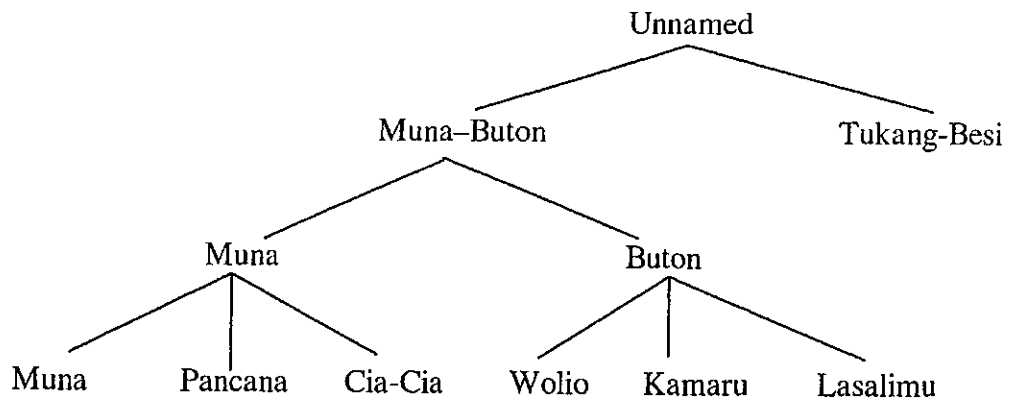 Unnamed
Muna–Buton Tukang-Besi
Muna Buton
Muna Pancana Cia-Cia Wolio Kamaru Lasalimu